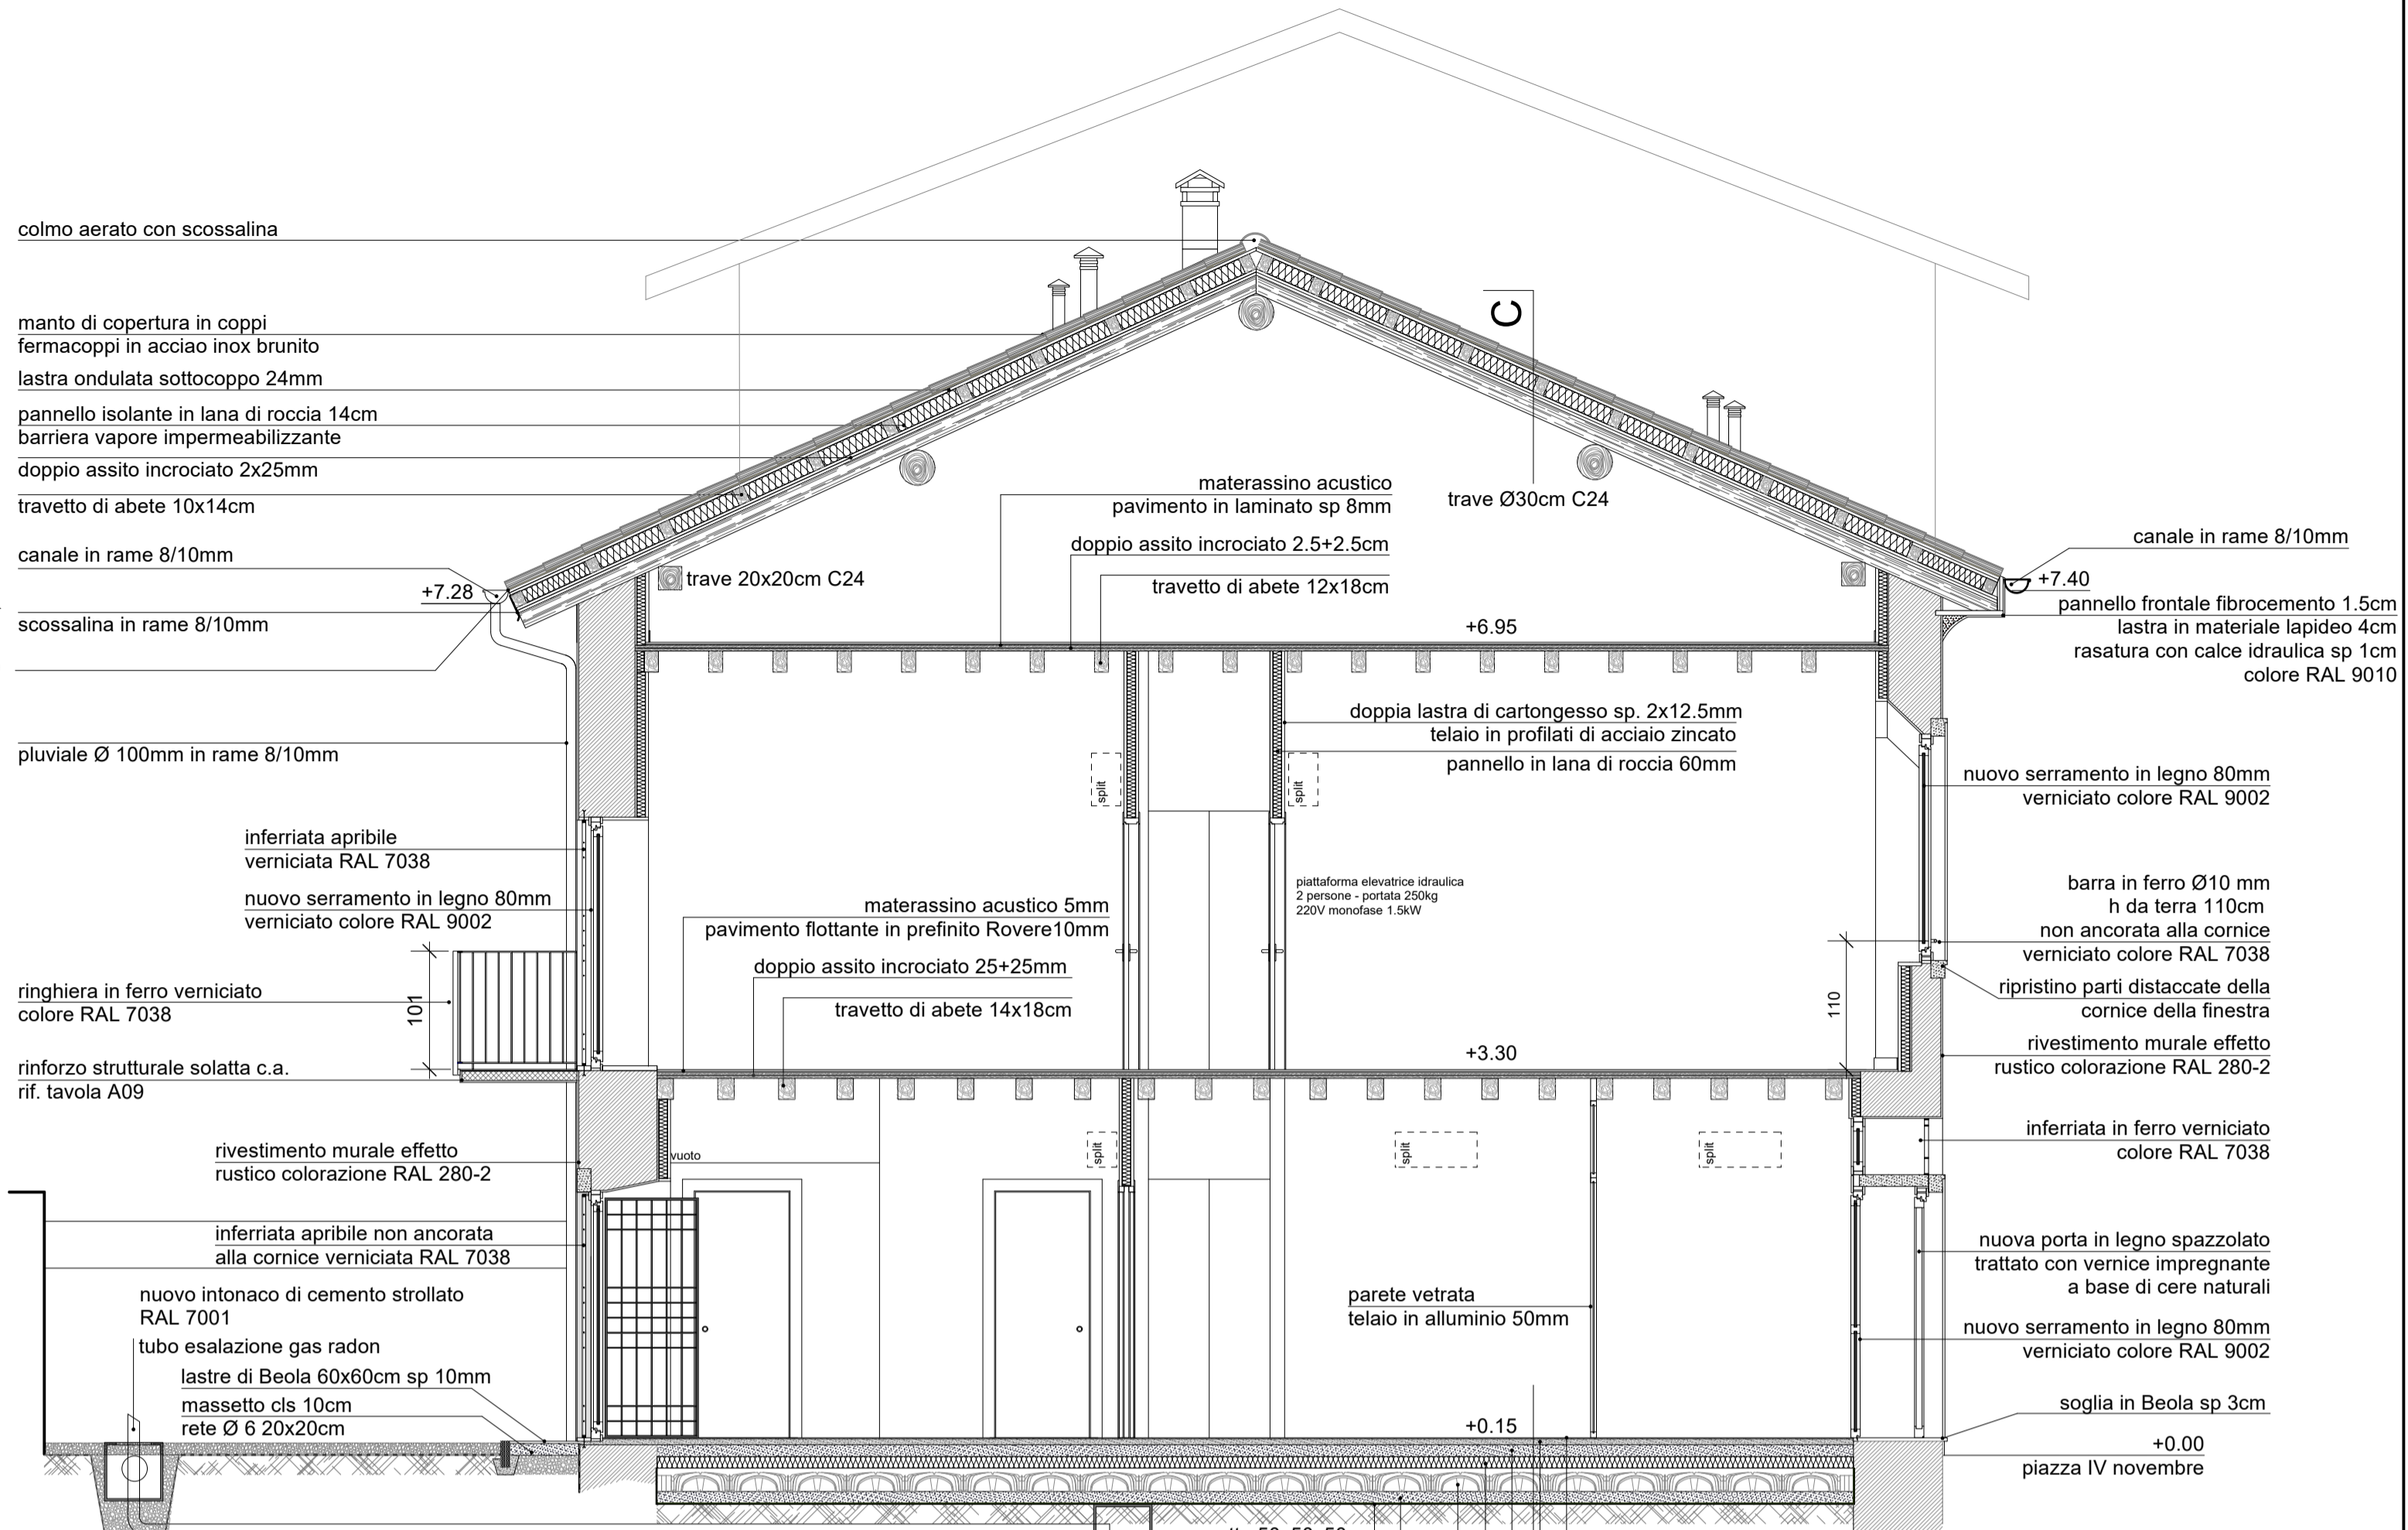 colmo aerato con scossalina
manto di copertura in coppi
fermacoppi in acciao inox brunito
lastra ondulata sottocoppo 24mm
pannello isolante in lana di roccia 14cm
barriera vapore impermeabilizzante
doppio assito incrociato 2x25mm
travetto di abete 10x14cm
canale in rame 8/10mm
+7.28
scossalina in rame 8/10mm
pluviale Ø 100mm in rame 8/10mm
inferriata apribile
verniciata RAL 7038
nuovo serramento in legno 80mm
verniciato colore RAL 9002
101
ringhiera in ferro verniciato
colore RAL 7038
rinforzo strutturale solatta c.a.
rif. tavola A09
rivestimento murale effetto
rustico colorazione RAL 280-2
inferriata apribile non ancorata
alla cornice verniciata RAL 7038
nuovo intonaco di cemento strollato
RAL 7001
tubo esalazione gas radon
lastre di Beola 60x60cm sp 10mm
massetto cls 10cm
rete Ø 6 20x20cm
C
trave Ø30cm C24
materassino acustico
pavimento in laminato sp 8mm
doppio assito incrociato 2.5+2.5cm
travetto di abete 12x18cm
trave 20x20cm C24
+6.95
doppia lastra di cartongesso sp. 2x12.5mm
telaio in profilati di acciaio zincato
pannello in lana di roccia 60mm
split
split
piattaforma elevatrice idraulica
2 persone - portata 250kg
220V monofase 1.5kW
materassino acustico 5mm
pavimento flottante in prefinito Rovere10mm
doppio assito incrociato 25+25mm
travetto di abete 14x18cm
+3.30
110
vuoto
split
split
split
parete vetrata
telaio in alluminio 50mm
+0.15
canale in rame 8/10mm
+7.40
pannello frontale fibrocemento 1.5cm
lastra in materiale lapideo 4cm
rasatura con calce idraulica sp 1cm
colore RAL 9010
nuovo serramento in legno 80mm
verniciato colore RAL 9002
barra in ferro Ø10 mm
h da terra 110cm
non ancorata alla cornice
verniciato colore RAL 7038
ripristino parti distaccate della
cornice della finestra
rivestimento murale effetto
rustico colorazione RAL 280-2
inferriata in ferro verniciato
colore RAL 7038
nuova porta in legno spazzolato
trattato con vernice impregnante
a base di cere naturali
nuovo serramento in legno 80mm
verniciato colore RAL 9002
soglia in Beola sp 3cm
+0.00
piazza IV novembre